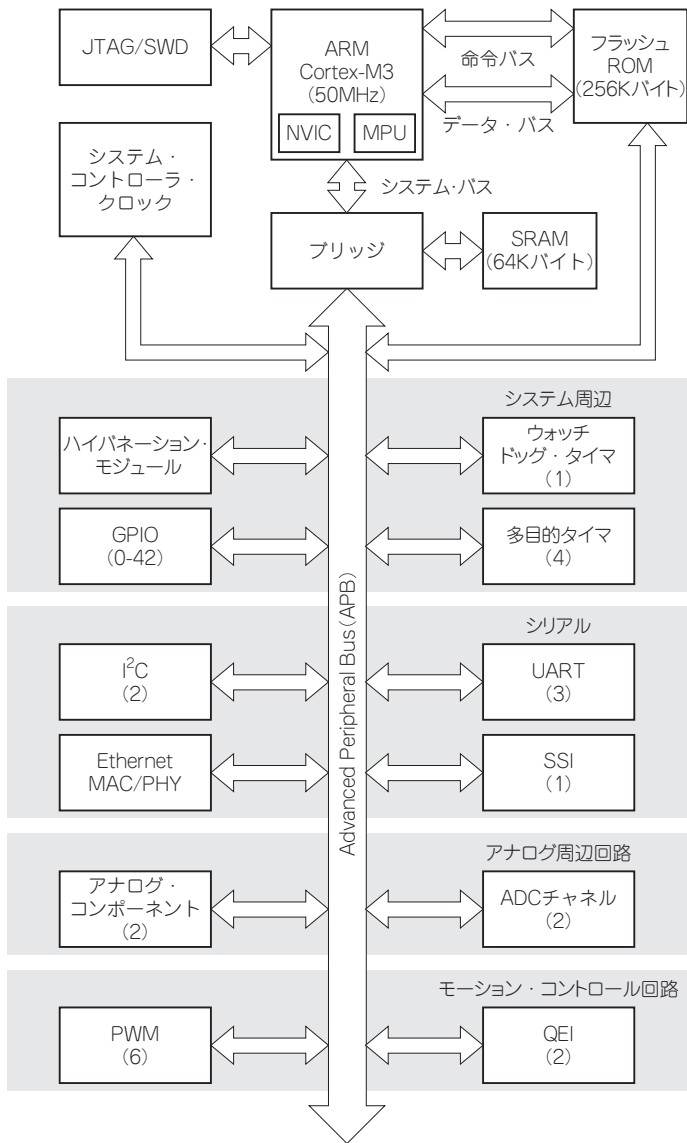 JTAG/SWD
ARM
Cortex-M3
(50MHz)
NVIC
MPU
命令バス
データ・バス
フラッシュ
ROM
(256Kバイト)
システム・
コントローラ・
クロック
システム・バス
ブリッジ
SRAM
(64Kバイト)
システム周辺
ハイバネーション・
モジュール
ウォッチ
ドッグ・タイマ
(1)
GPIO
(0-42)
多目的タイマ
(4)
Advanced Peripheral Bus(APB)
シリアル
I²C
(2)
UART
(3)
Ethernet
MAC/PHY
SSI
(1)
アナログ周辺回路
アナログ・
コンポーネント
(2)
ADCチャネル
(2)
モーション・コントロール回路
PWM
(6)
QEI
(2)